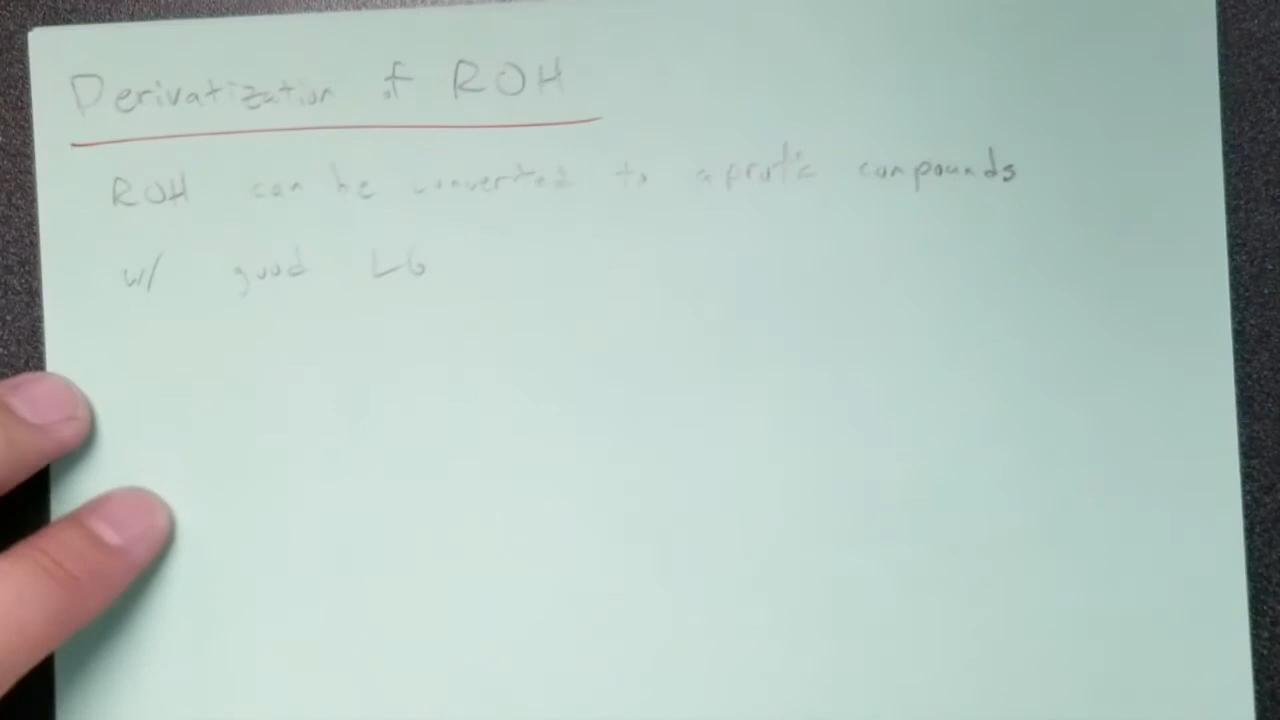 Derivatization of ROH
ROH can be converted to aprotic compounds
w/ good LG